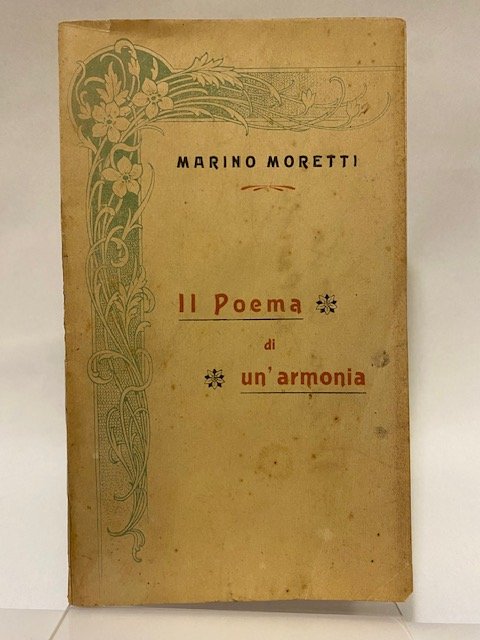 MARINO MORETTI
Il Poema
di
un'armonia